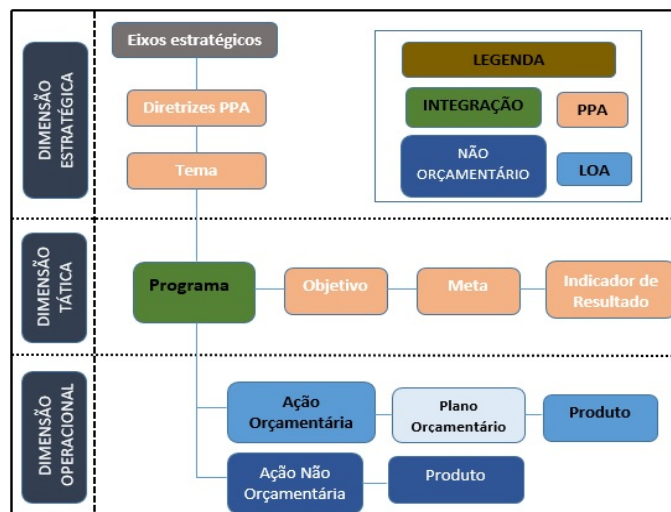 DIMENSÃO
ESTRATÉGICA
Eixos estratégicos
Diretrizes PPA
Tema
LEGENDA
INTEGRAÇÃO
PPA
NÃO
ORÇAMENTÁRIO
LOA
DIMENSÃO
TÁTICA
Programa
Objetivo
Meta
Indicador de
Resultado
DIMENSÃO
OPERACIONAL
Ação
Orçamentária
Plano
Orçamentário
Produto
Ação Não
Orçamentária
Produto